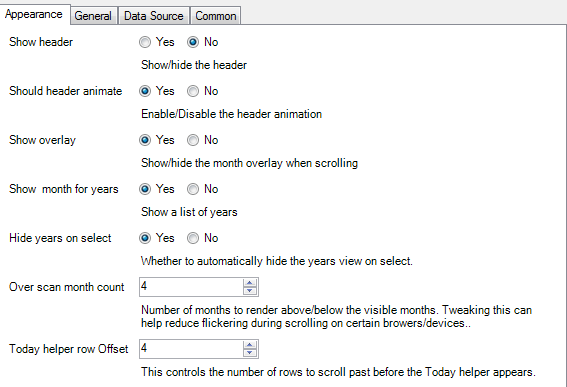 Appearance General Data Source Common
Show header Yes No
Show/hide the header
Should header animate Yes No
Enable/Disable the header animation
Show overlay Yes No
Show/hide the month overlay when scrolling
Show month for years Yes No
Show a list of years
Hide years on select Yes No
Whether to automatically hide the years view on select.
Over scan month count 4
Number of months to render above/below the visible months. Tweaking this can
help reduce flickering during scrolling on certain browers/devices..
Today helper row Offset 4
This controls the number of rows to scroll past before the Today helper appears.